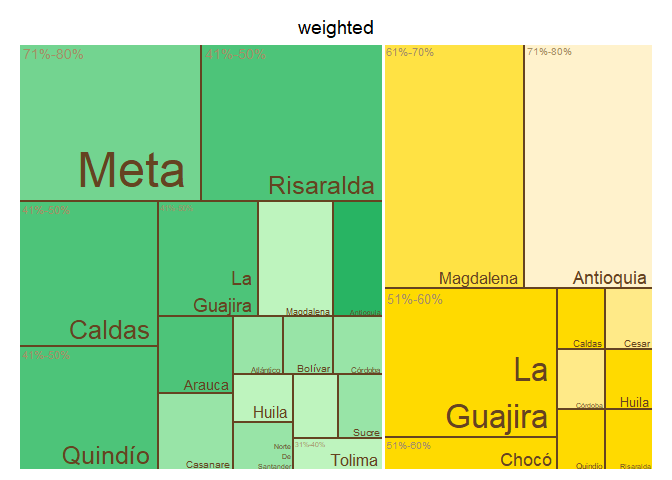 weighted
71%-80%
Meta
41%-50%
Risaralda
41%-50%
Caldas
41%-50%
Quindío
La
Guajira
Magdalena
Antioquia
Arauca
Atlántico
Bolívar
Córdoba
Casanare
Huila
Sucre
Norte
De
Santander
31%-40%
Tolima
61%-70%
Magdalena
71%-80%
Antioquia
51%-60%
La
Guajira
51%-60%
Chocó
Caldas
Cesar
Córdoba
Huila
Quindío
Risaralda